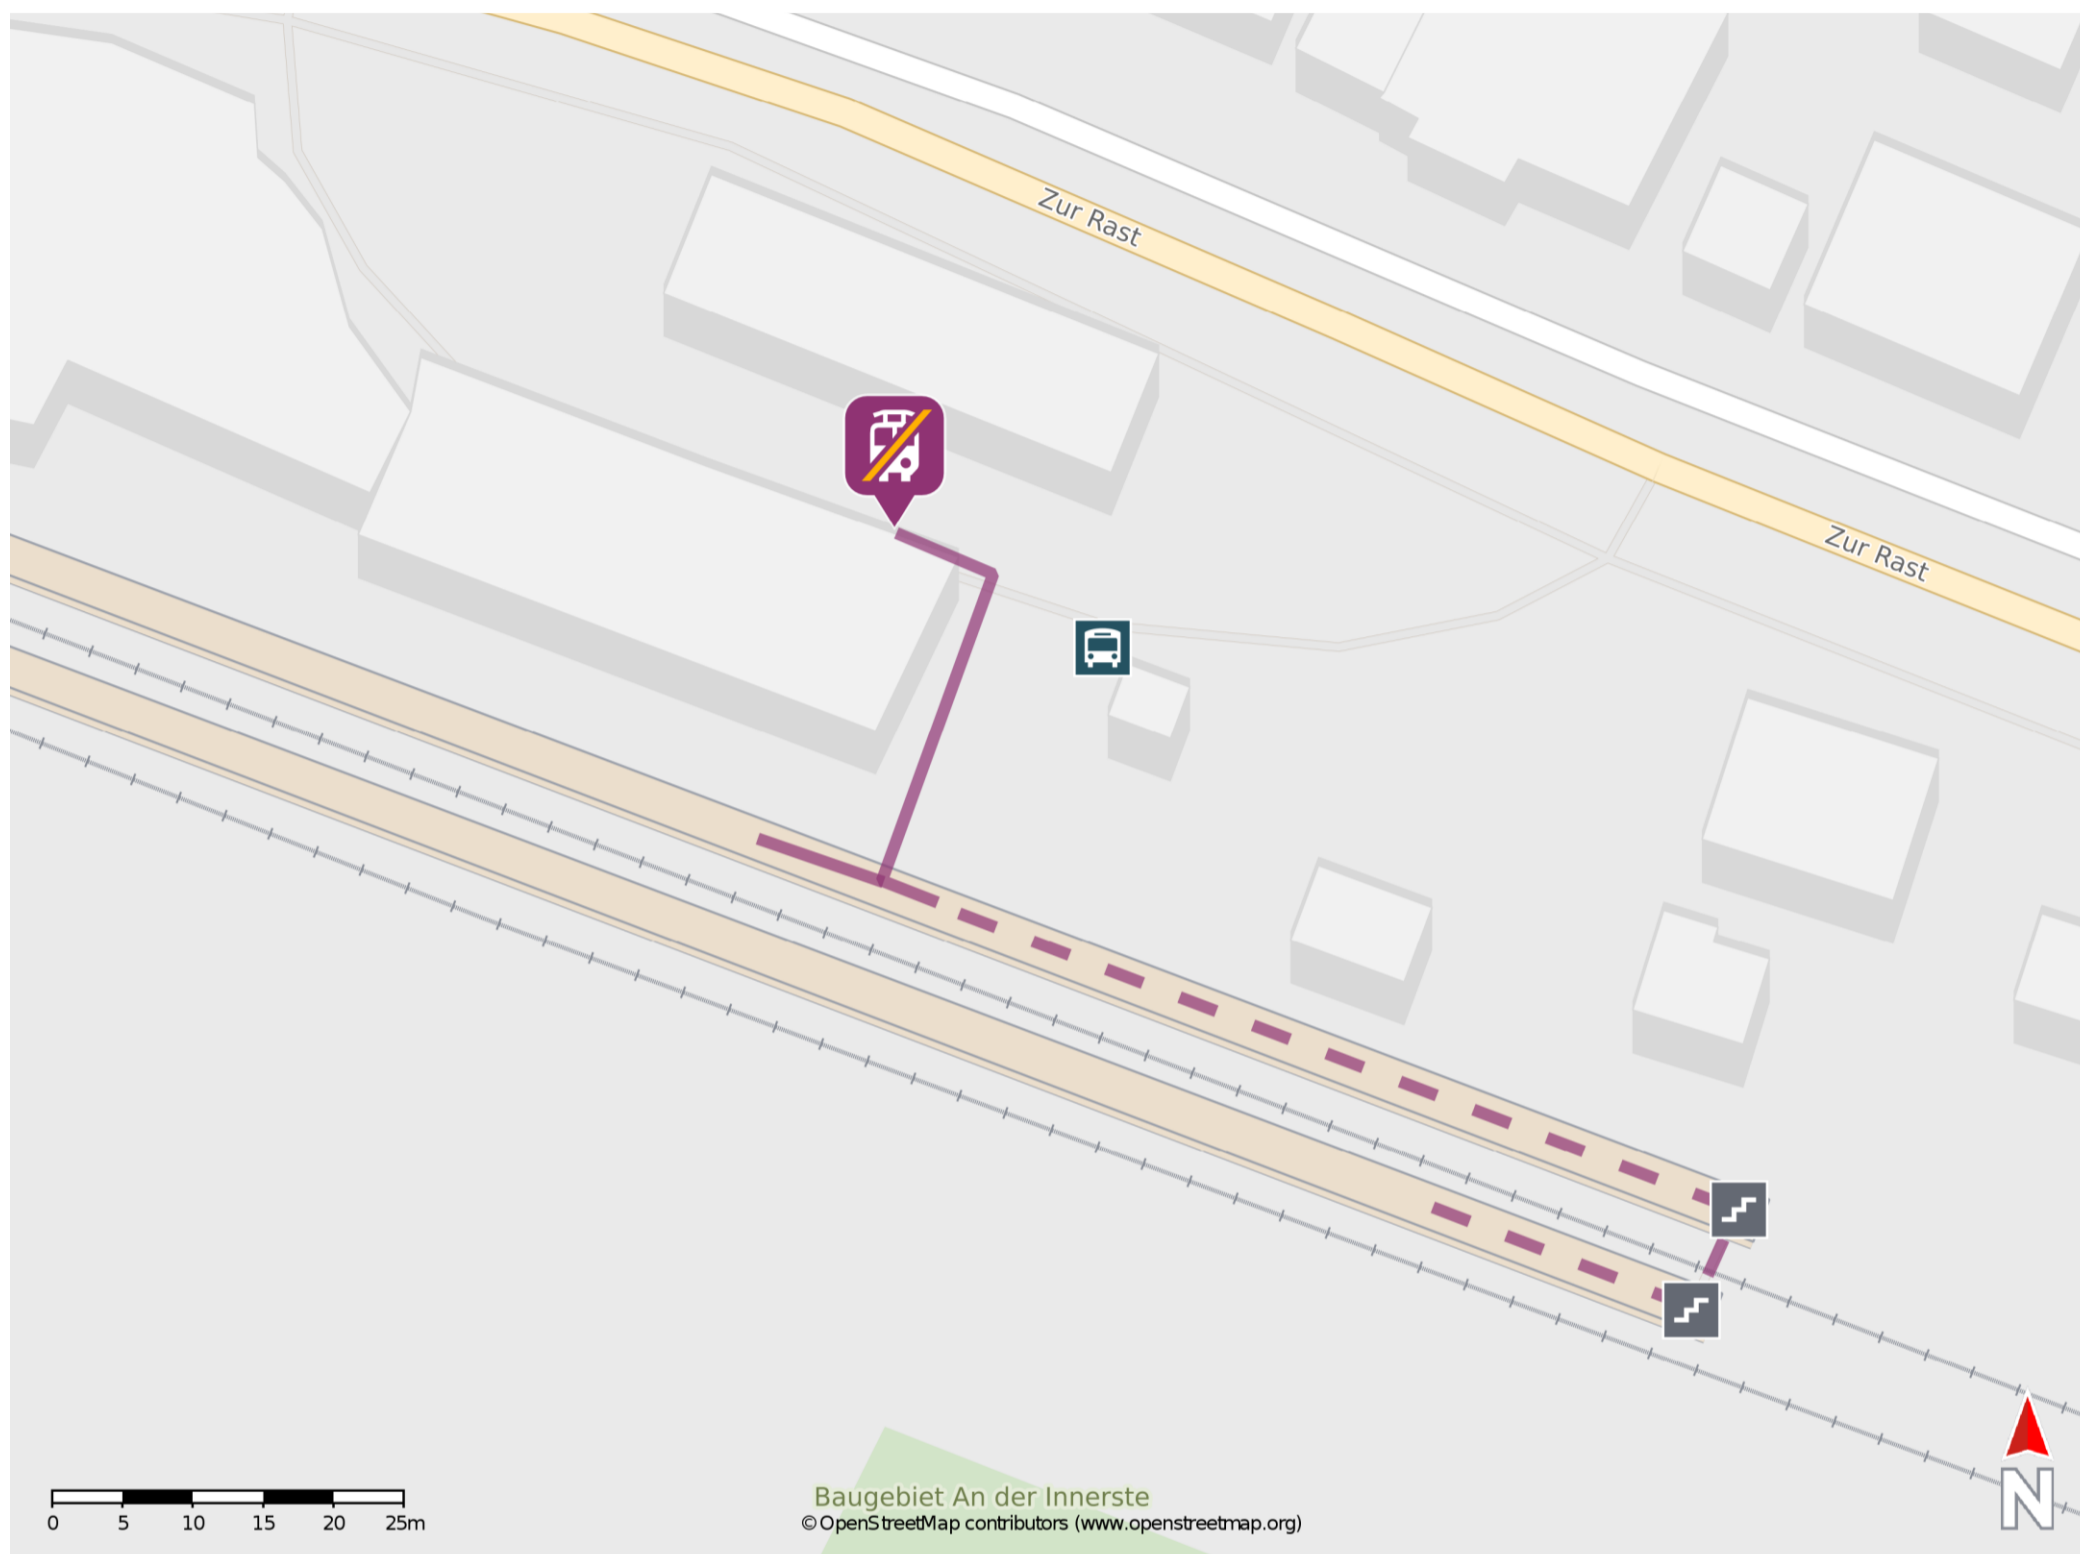 Zur Rast
Zur Rast
Baugebiet An der Innerste
©OpenStreetMap contributors (www.openstreetmap.org)
0 5 10 15 20 25m
N